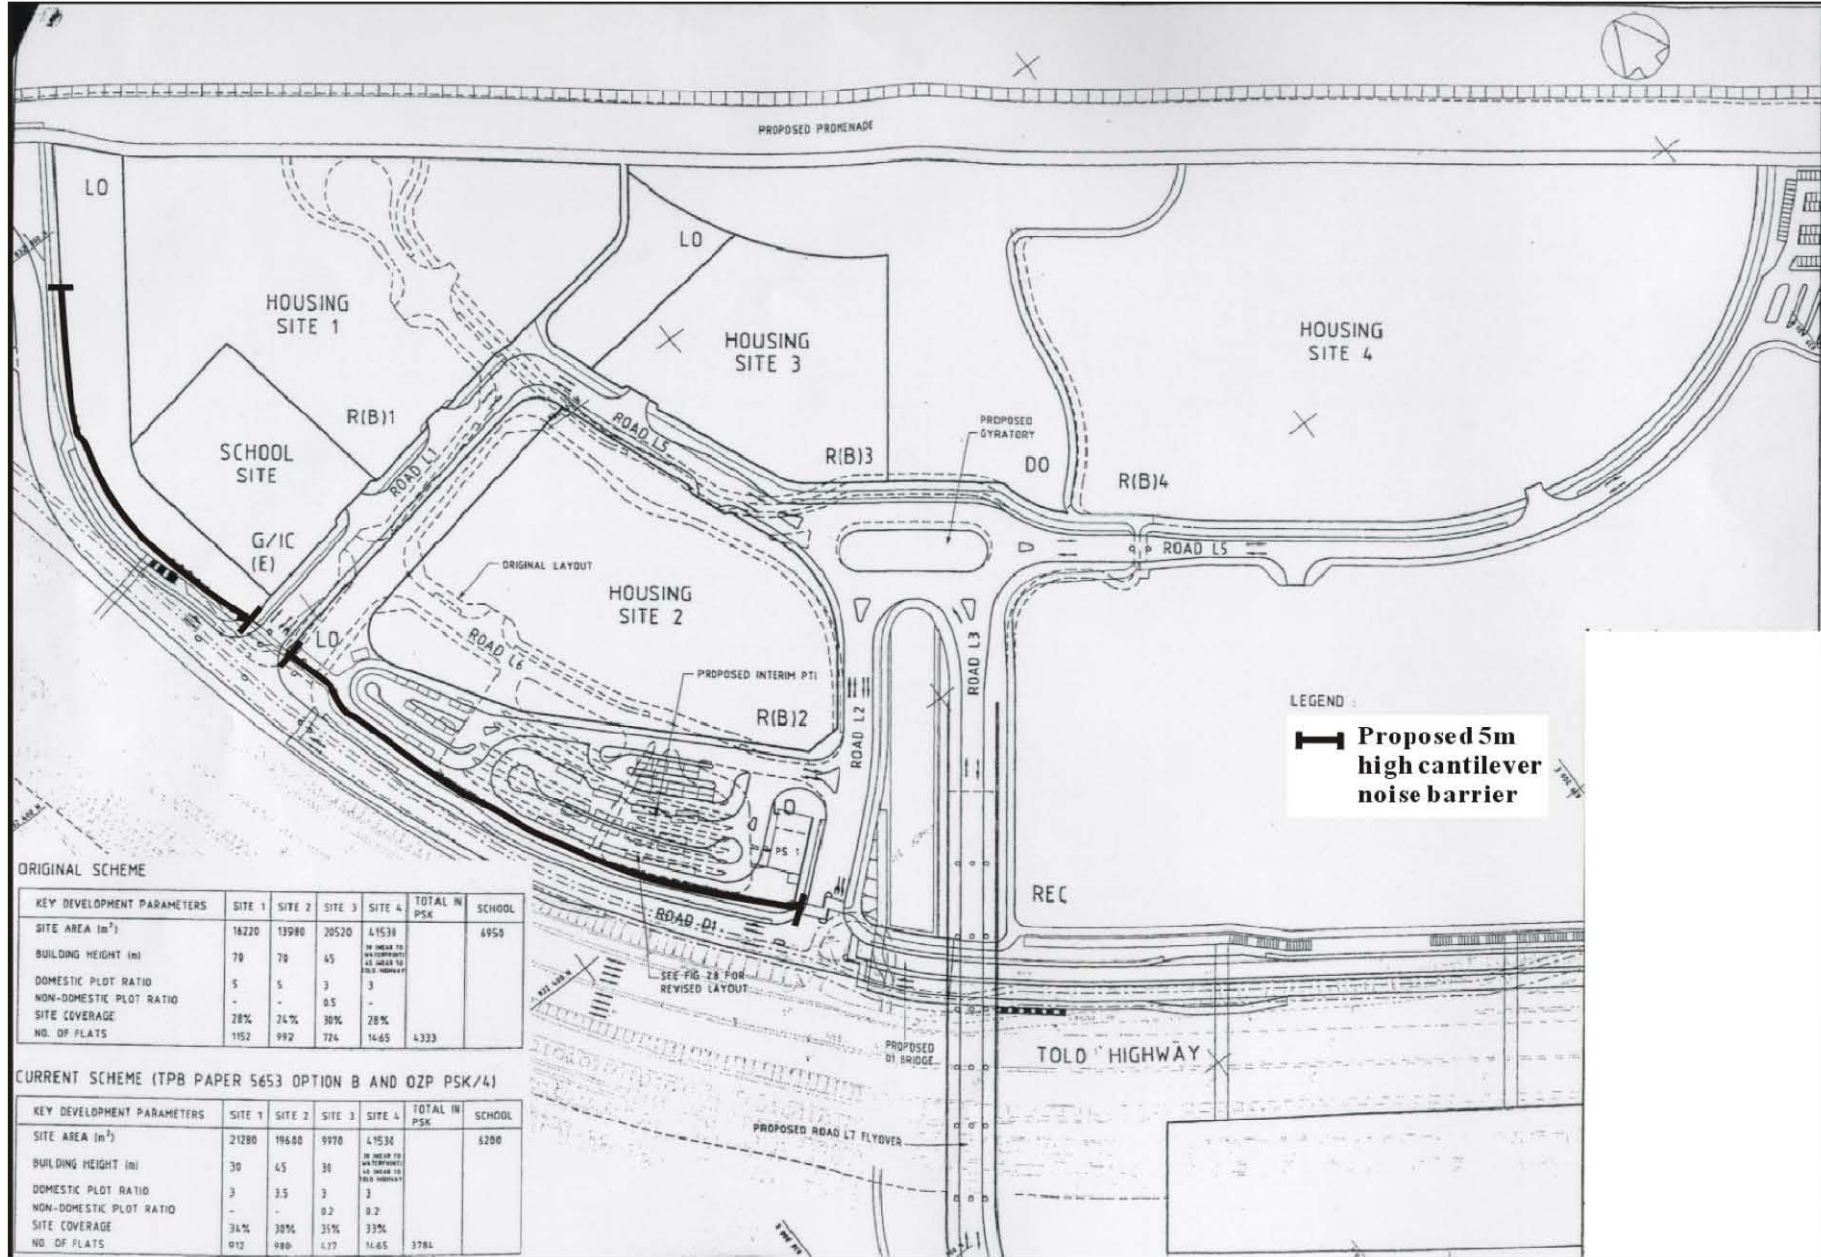 PROPOSED PROMENADE
LO
LO
HOUSING
SITE 1
HOUSING
SITE 3
HOUSING
SITE 4
R(B)1
SCHOOL
SITE
ROAD L1
ROAD L5
R(B)3
PROPOSED
GYRATORY
DO
R(B)4
G/IC
(E)
ORIGINAL LAYOUT
ROAD L5
HOUSING
SITE 2
LO
ROAD L6
PROPOSED INTERIM PTI
R(B)2
ROAD L2
ROAD L3
LEGEND :
Proposed 5m
high cantilever
noise barrier
LO
PS 1
REC
ROAD D1
SEE FIG 2B FOR
REVISED LAYOUT
PROPOSED
D1 BRIDGE
TOLO HIGHWAY
PROPOSED ROAD L7 FLYOVER
ORIGINAL SCHEME
KEY DEVELOPMENT PARAMETERS SITE 1 SITE 2 SITE 3 SITE 4 TOTAL IN PSK SCHOOL
SITE AREA (m²) 16220 13980 20520 41530 6950
BUILDING HEIGHT (m) 70 70 45
DOMESTIC PLOT RATIO 5 5 3 3
NON-DOMESTIC PLOT RATIO - - 0.5 -
SITE COVERAGE 28% 24% 30% 28%
NO. OF FLATS 1152 992 724 1465 4333
CURRENT SCHEME (TPB PAPER 5653 OPTION B AND OZP PSK/4)
KEY DEVELOPMENT PARAMETERS SITE 1 SITE 2 SITE 3 SITE 4 TOTAL IN PSK SCHOOL
SITE AREA (m²) 21280 19600 9970 41530 6200
BUILDING HEIGHT (m) 30 45 30
DOMESTIC PLOT RATIO 3 3.5 3 3
NON-DOMESTIC PLOT RATIO - - 0.2 0.2
SITE COVERAGE 34% 30% 35% 33%
NO. OF FLATS 912 980 1465 3784